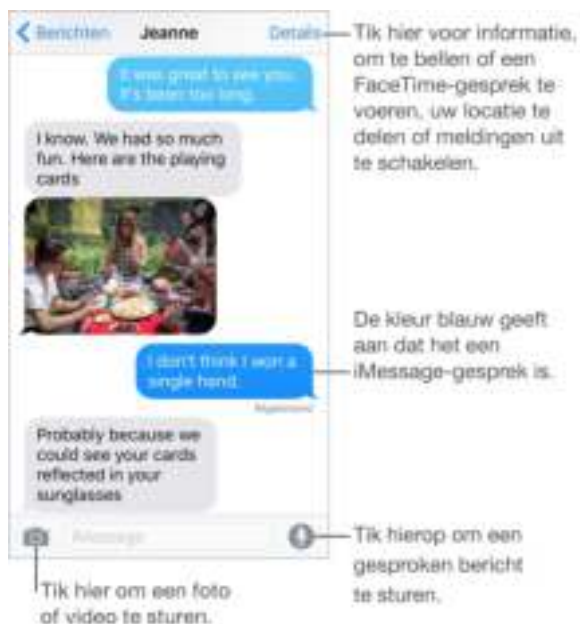 Berichten Jeanne Details
Tik hier voor informatie,
om te bellen of een
FaceTime-gesprek te
voeren, uw locatie te
delen of meldingen uit
te schakelen.
It was great to see you.
It's been too long.
I know. We had so much
fun. Here are the playing
cards
De kleur blauw geeft
aan dat het een
iMessage-gesprek is.
I don't think I won a
single hand.
Probably because we
could see your cards
reflected in your
sunglasses
iMessage
Tik hierop om een
gesproken bericht
te sturen.
Tik hier om een foto
of video te sturen.